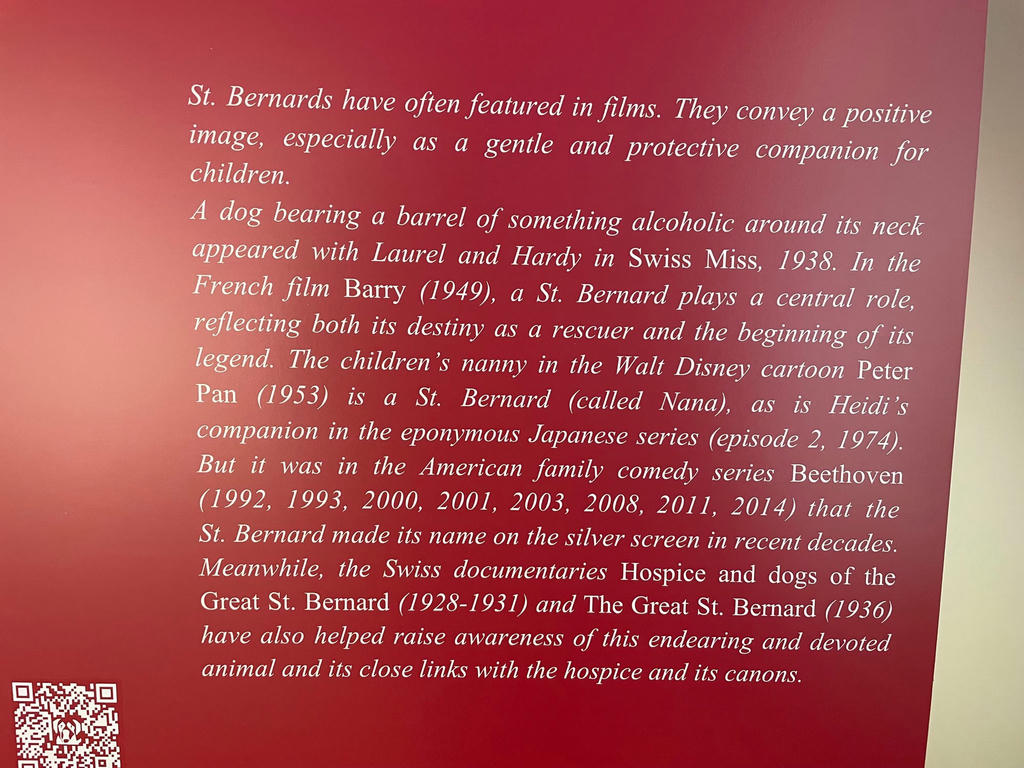 St. Bernards have often featured in films. They convey a positive
image, especially as a gentle and protective companion for
children.
A dog bearing a barrel of something alcoholic around its neck
appeared with Laurel and Hardy in Swiss Miss, 1938. In the
French film Barry (1949), a St. Bernard plays a central role,
reflecting both its destiny as a rescuer and the beginning of its
legend. The children's nanny in the Walt Disney cartoon Peter
Pan (1953) is a St. Bernard (called Nana), as is Heidi's
companion in the eponymous Japanese series (episode 2, 1974).
But it was in the American family comedy series Beethoven
(1992, 1993, 2000, 2001, 2003, 2008, 2011, 2014) that the
St. Bernard made its name on the silver screen in recent decades.
Meanwhile, the Swiss documentaries Hospice and dogs of the
Great St. Bernard (1928-1931) and The Great St. Bernard (1936)
have also helped raise awareness of this endearing and devoted
animal and its close links with the hospice and its canons.